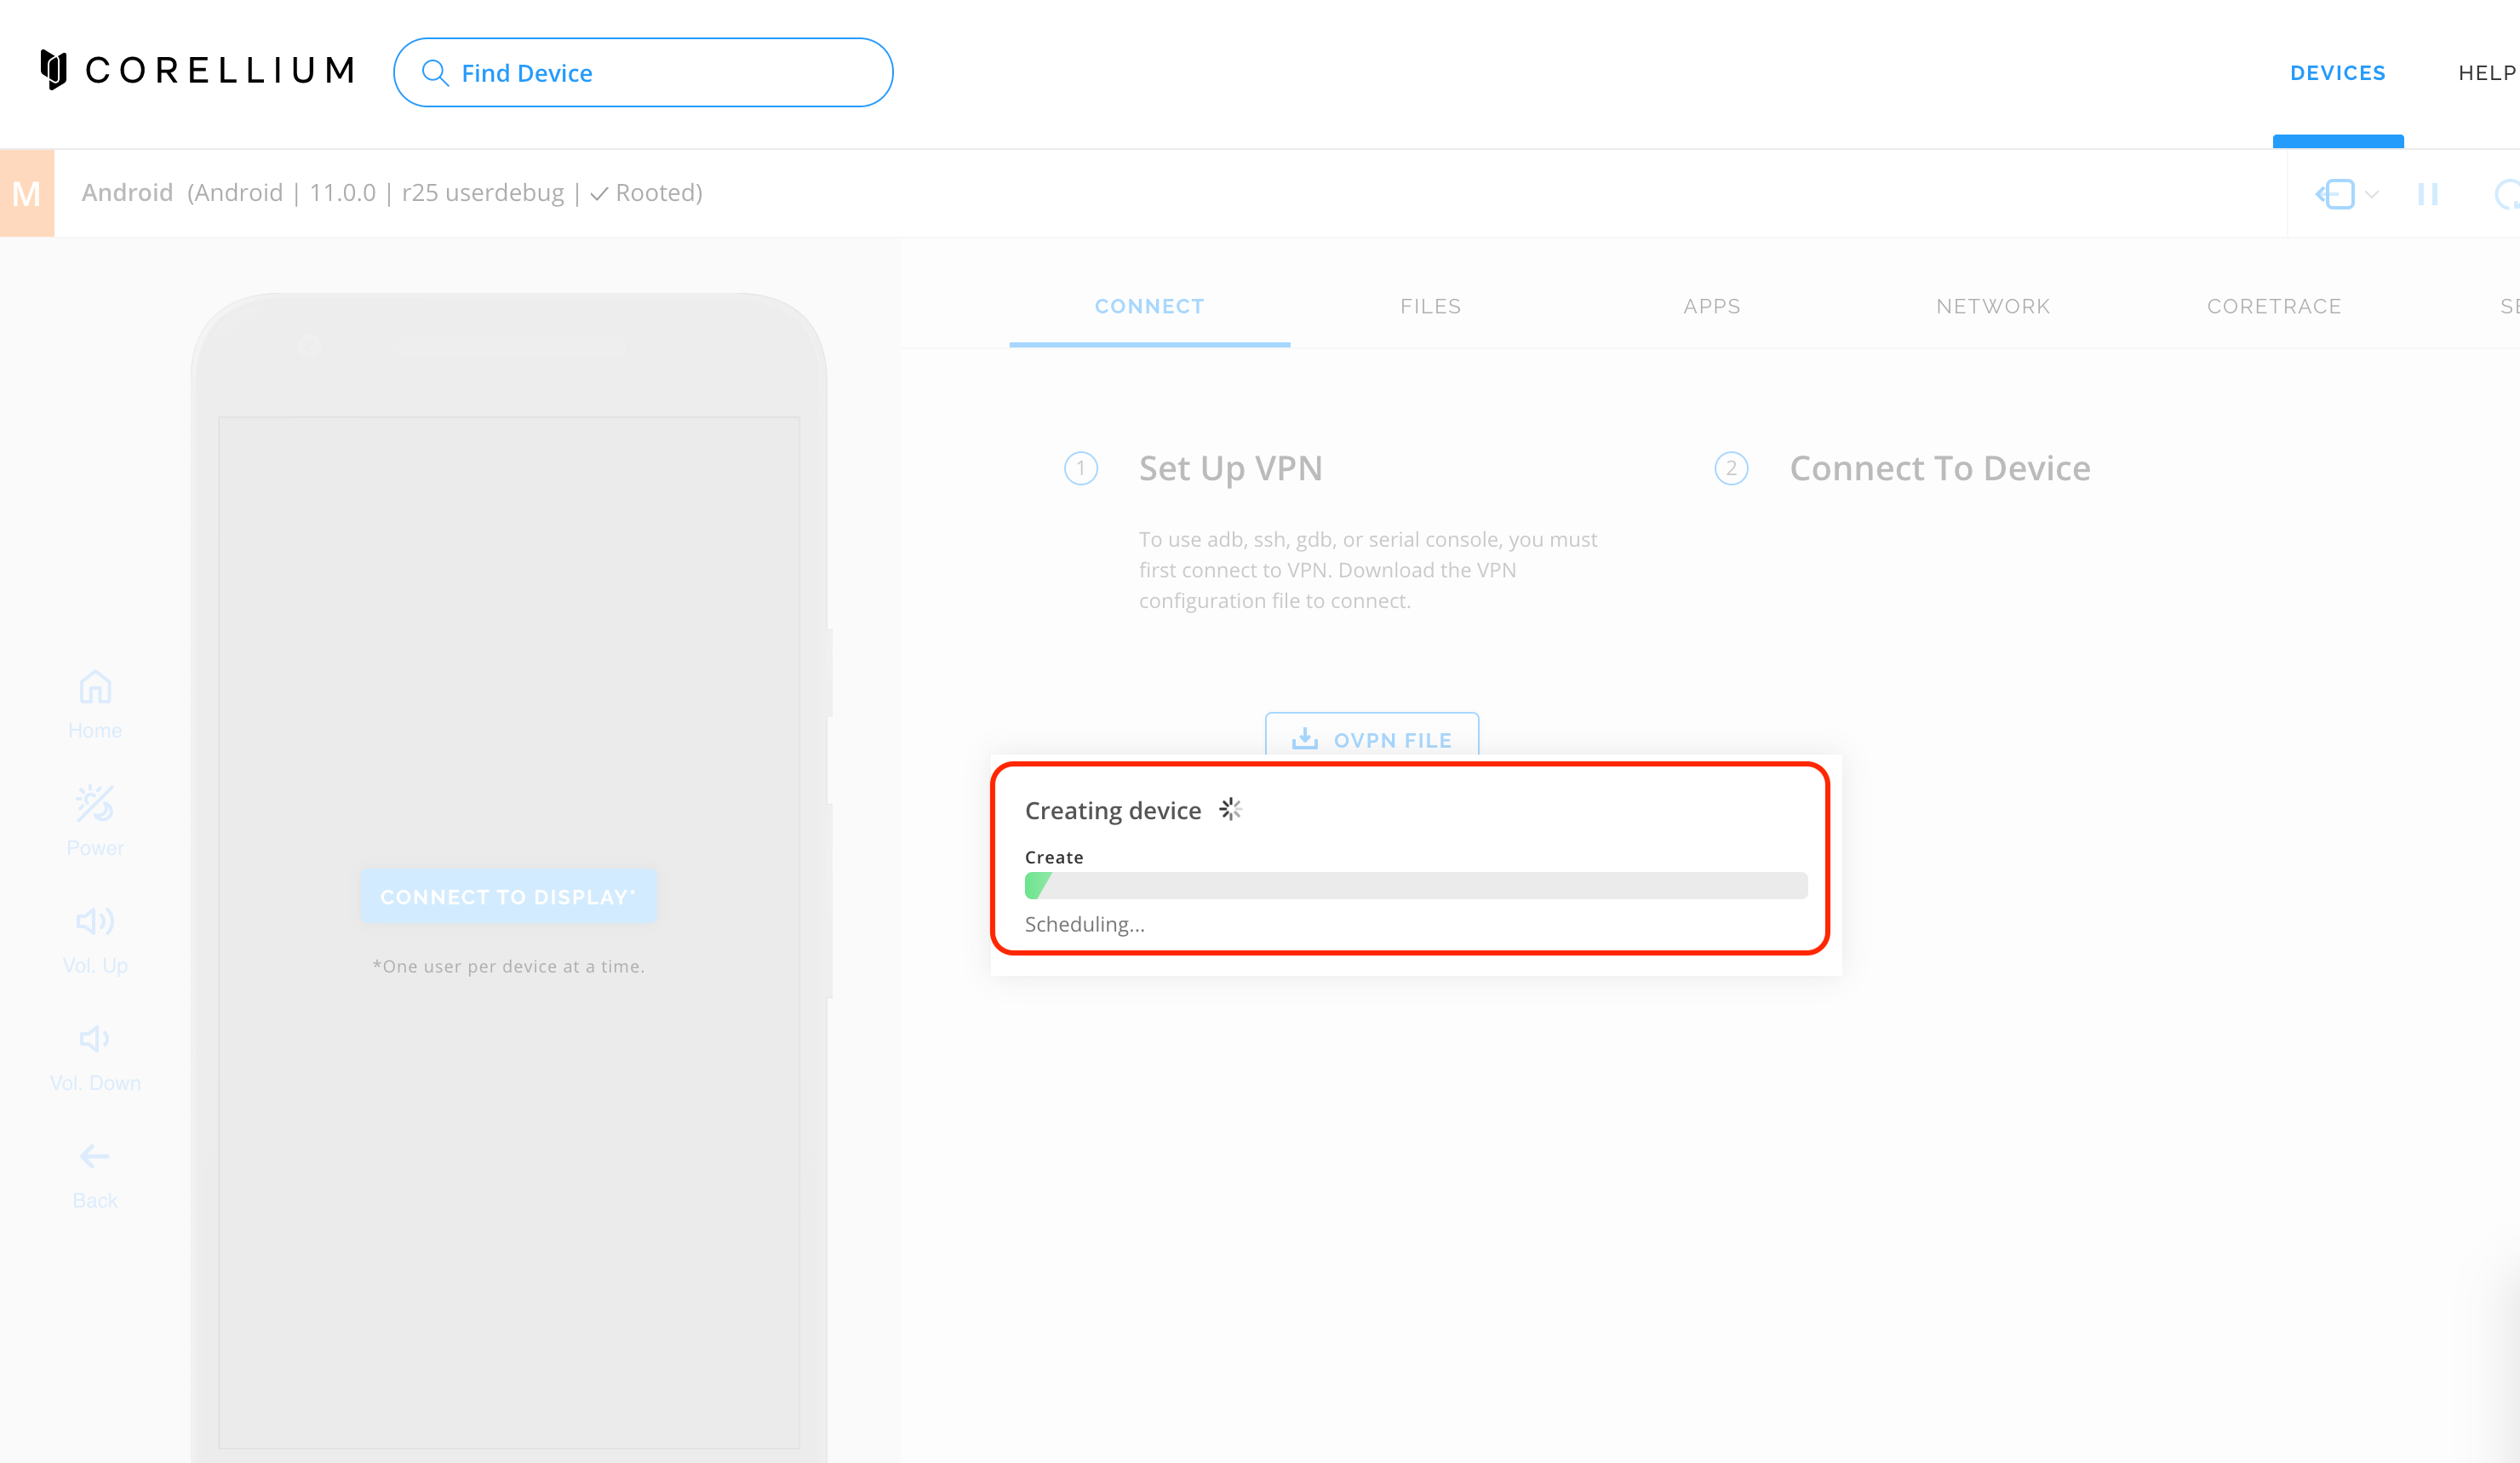 CORELLIUM
Find Device
DEVICES
HELP
M
Android (Android | 11.0.0 | r25 userdebug | ✓ Rooted)
CONNECT
FILES
APPS
NETWORK
CORETRACE
SE
1
Set Up VPN
To use adb, ssh, gdb, or serial console, you must
first connect to VPN. Download the VPN
configuration file to connect.
OVPN FILE
2
Connect To Device
Home
Power
Vol. Up
Vol. Down
Back
CONNECT TO DISPLAY*
*One user per device at a time.
Creating device
Create
Scheduling...